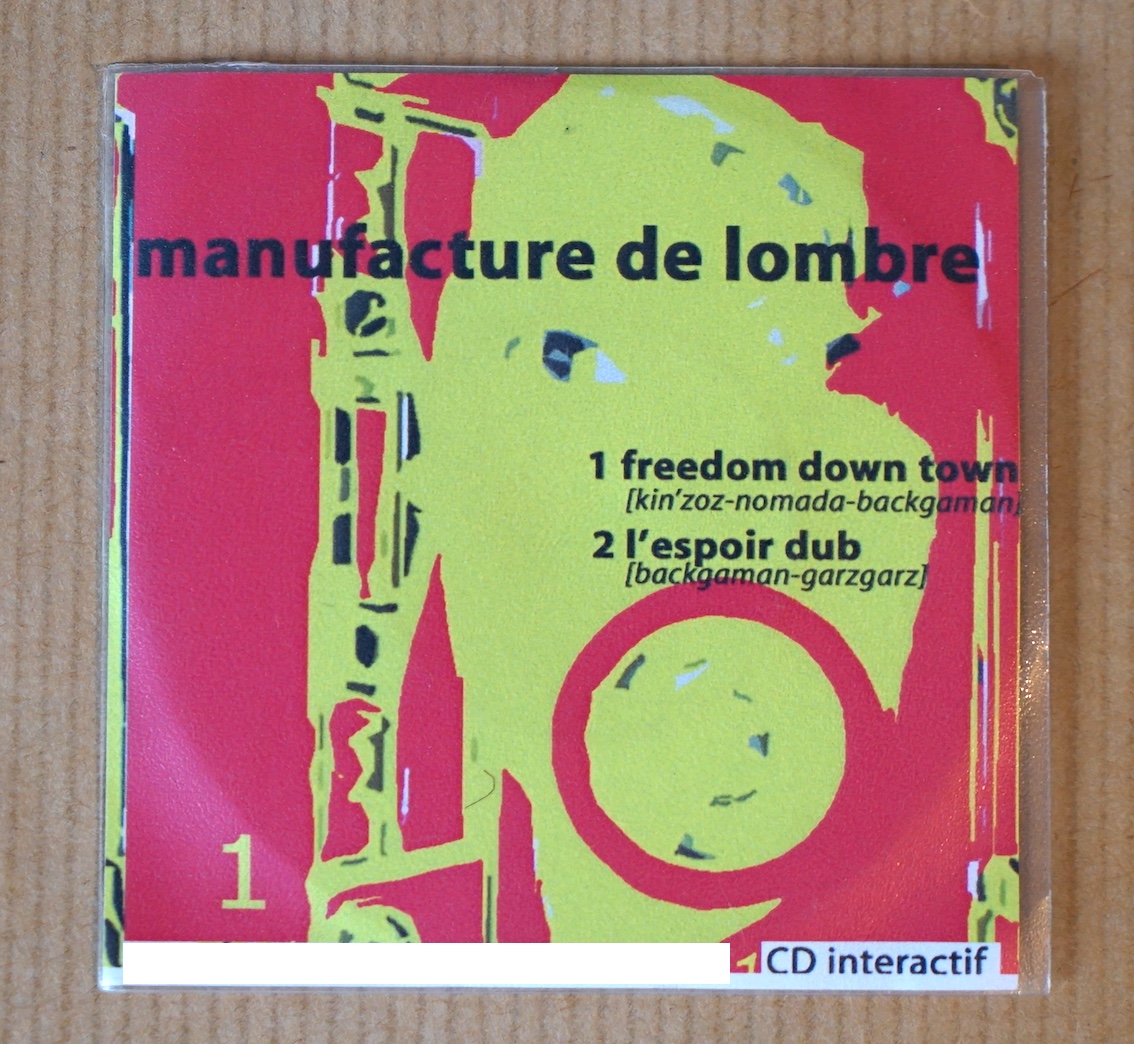 manufacture de lombre
1 freedom down town
[kin'zoz-nomada-backgaman]
2 l'espoir dub
[backgaman-garzgarz]
1
1
CD interactif